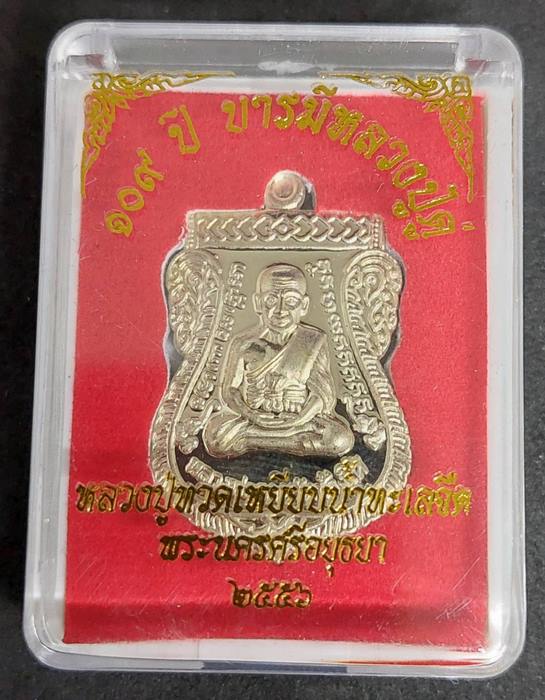 ๑๐๙ ปี บารมีหลวงปู่ดู่
หลวงปู่ทวดเหยียบน้ำทะเลจืด
พระนครศรีอยุธยา
๒๕๕๖